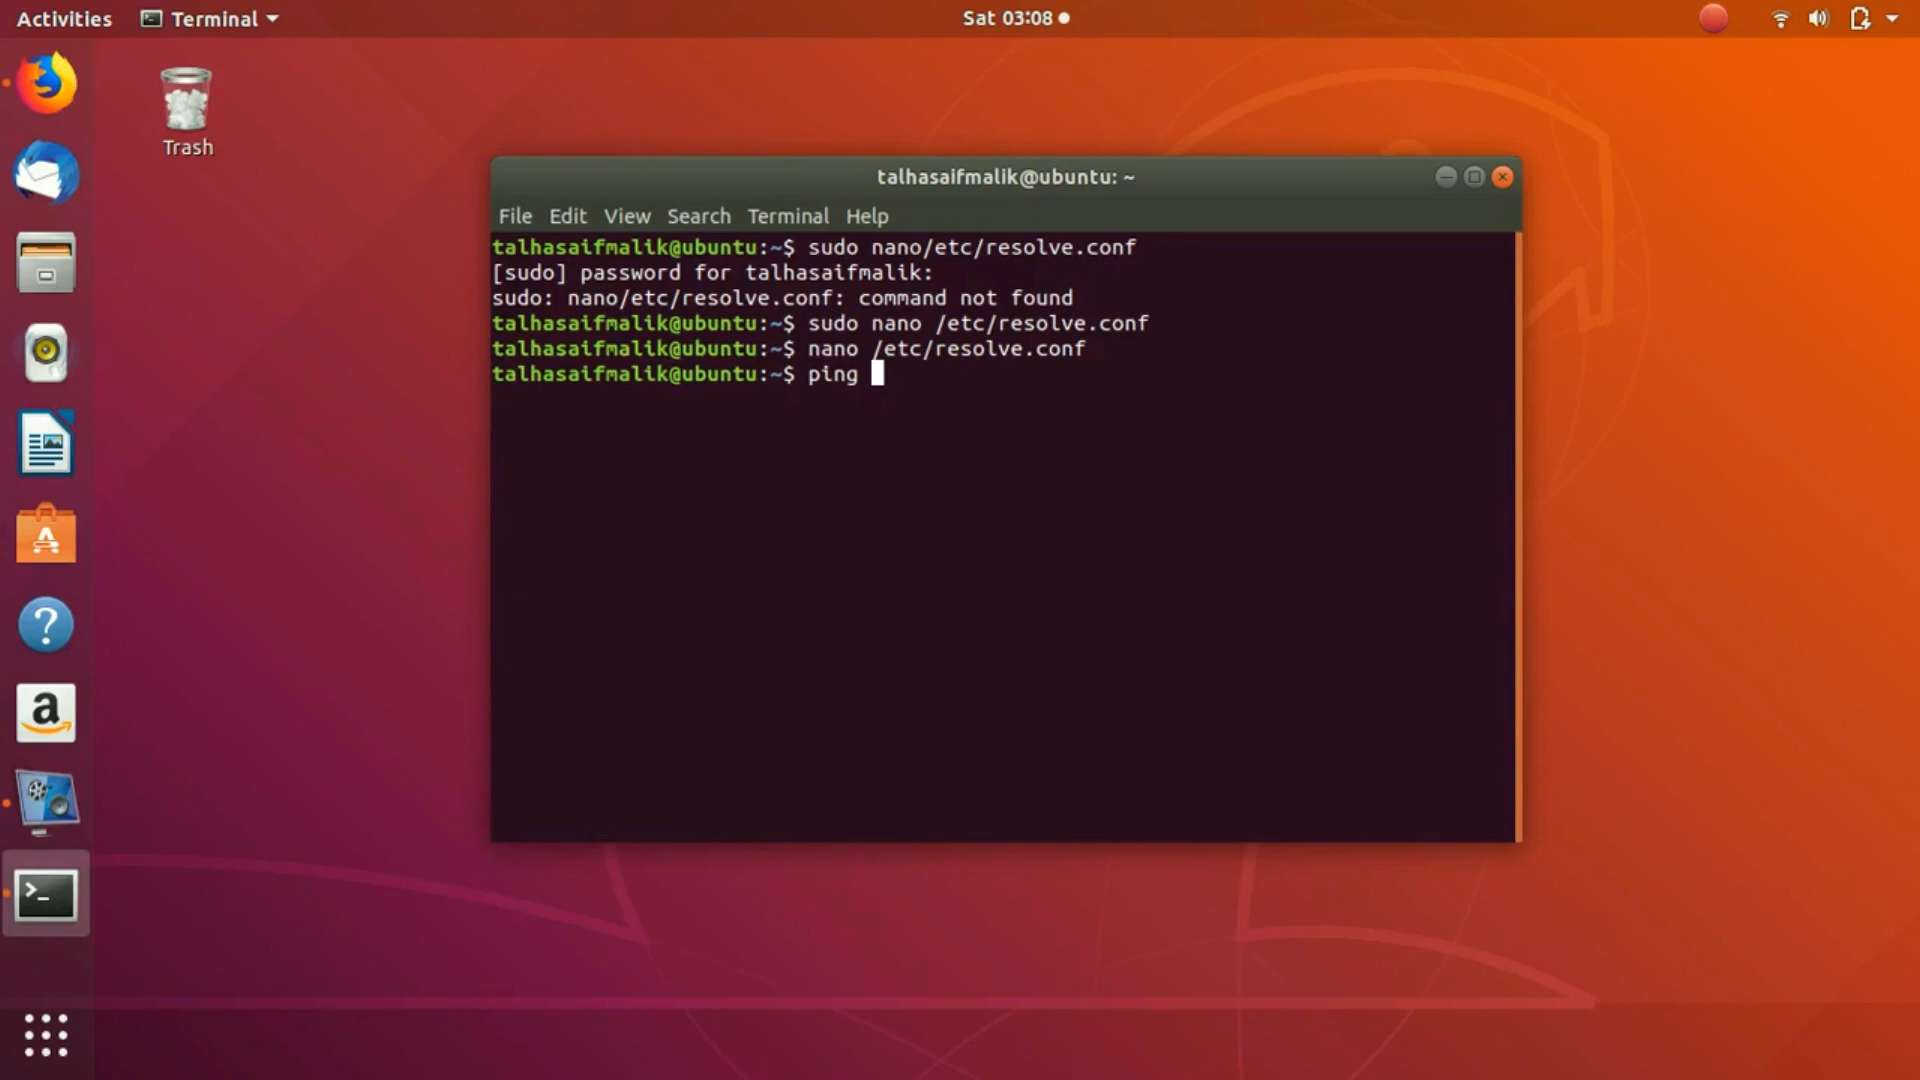 Activities Terminal Sat 03:08
Trash
talhasaifmalik@ubuntu: ~
File Edit View Search Terminal Help
talhasaifmalik@ubuntu:~$ sudo nano/etc/resolve.conf
[sudo] password for talhasaifmalik:
sudo: nano/etc/resolve.conf: command not found
talhasaifmalik@ubuntu:~$ sudo nano /etc/resolve.conf
talhasaifmalik@ubuntu:~$ nano /etc/resolve.conf
talhasaifmalik@ubuntu:~$ ping